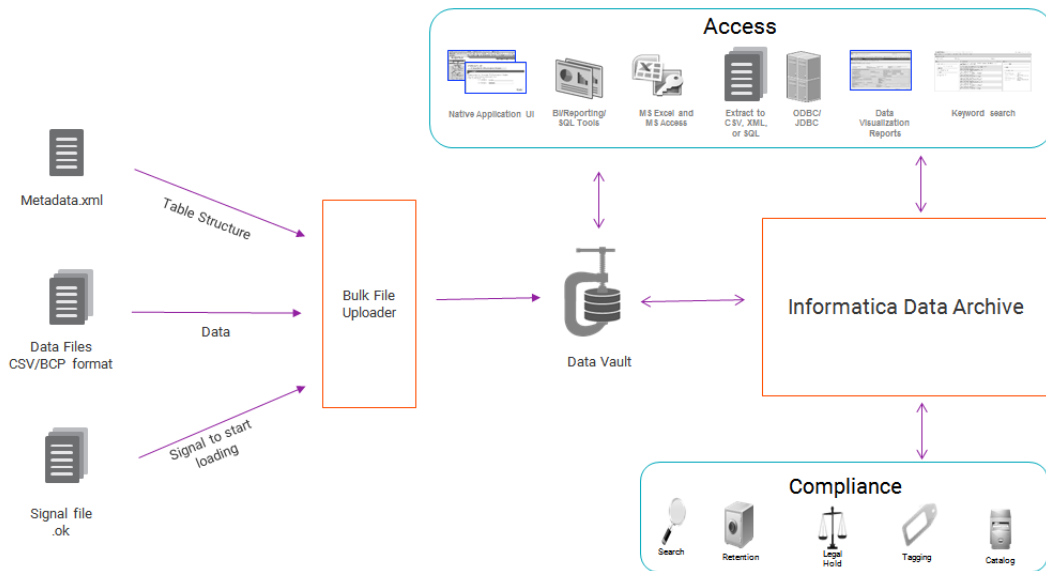 Access
Native Application UI
BI/Reporting/
SQL Tools
MS Excel and
MS Access
Extract to
CSV, XML,
or SQL
ODBC/
JDBC
Data
Visualization
Reports
Keyword search
Metadata.xml
Table Structure
Bulk File
Uploader
Data Files
CSV/BCP format
Data
Data Vault
Informatica Data Archive
Signal to start
loading
Signal file
.ok
Compliance
Search
Retention
Legal
Hold
Tagging
Catalog